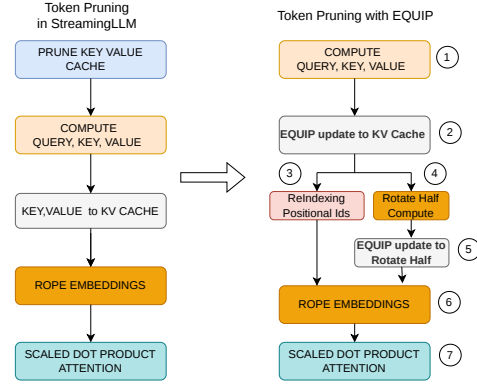 Token Pruning
in StreamingLLM
PRUNE KEY VALUE
CACHE
COMPUTE
QUERY, KEY, VALUE
KEY,VALUE to KV CACHE
ROPE EMBEDDINGS
SCALED DOT PRODUCT
ATTENTION
Token Pruning with EQUIP
COMPUTE
QUERY, KEY, VALUE
1
EQUIP update to KV Cache
2
3
ReIndexing
Positional Ids
4
Rotate Half
Compute
EQUIP update to
Rotate Half
5
ROPE EMBEDDINGS
6
SCALED DOT PRODUCT
ATTENTION
7